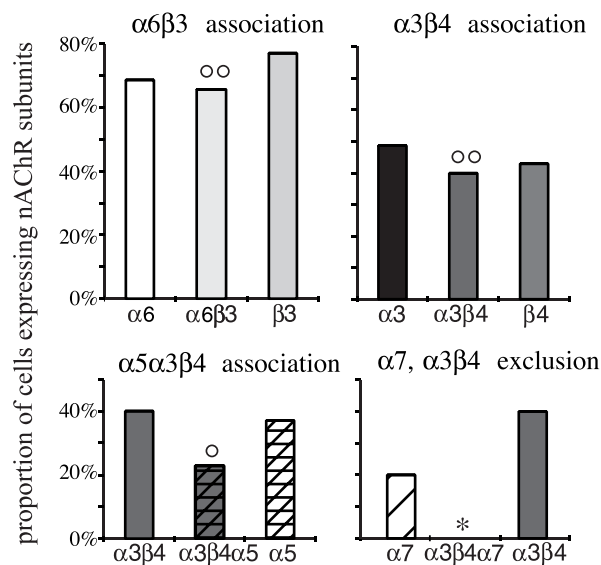 proportion of cells expressing nAChR subunits
α6β3 association
80%
60%
40%
20%
0%
○○
α6 α6β3 β3
α3β4 association
○○
α3 α3β4 β4
α5α3β4 association
40%
20%
0%
○
α3β4 α3β4α5 α5
α7, α3β4 exclusion
*
α7 α3β4α7 α3β4